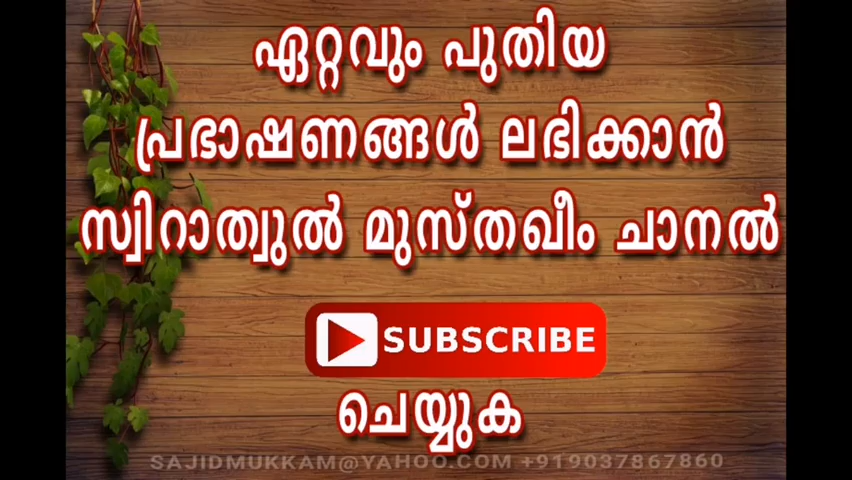 ഏറ്റവും പുതിയ
പ്രഭാഷണങ്ങൾ ലഭിക്കാൻ
സ്വിറാത്വുൽ മുസ്തഖീം ചാനൽ
SUBSCRIBE
ചെയ്യുക
SAJIDMUKKAM@YAHOO.COM +919037867860